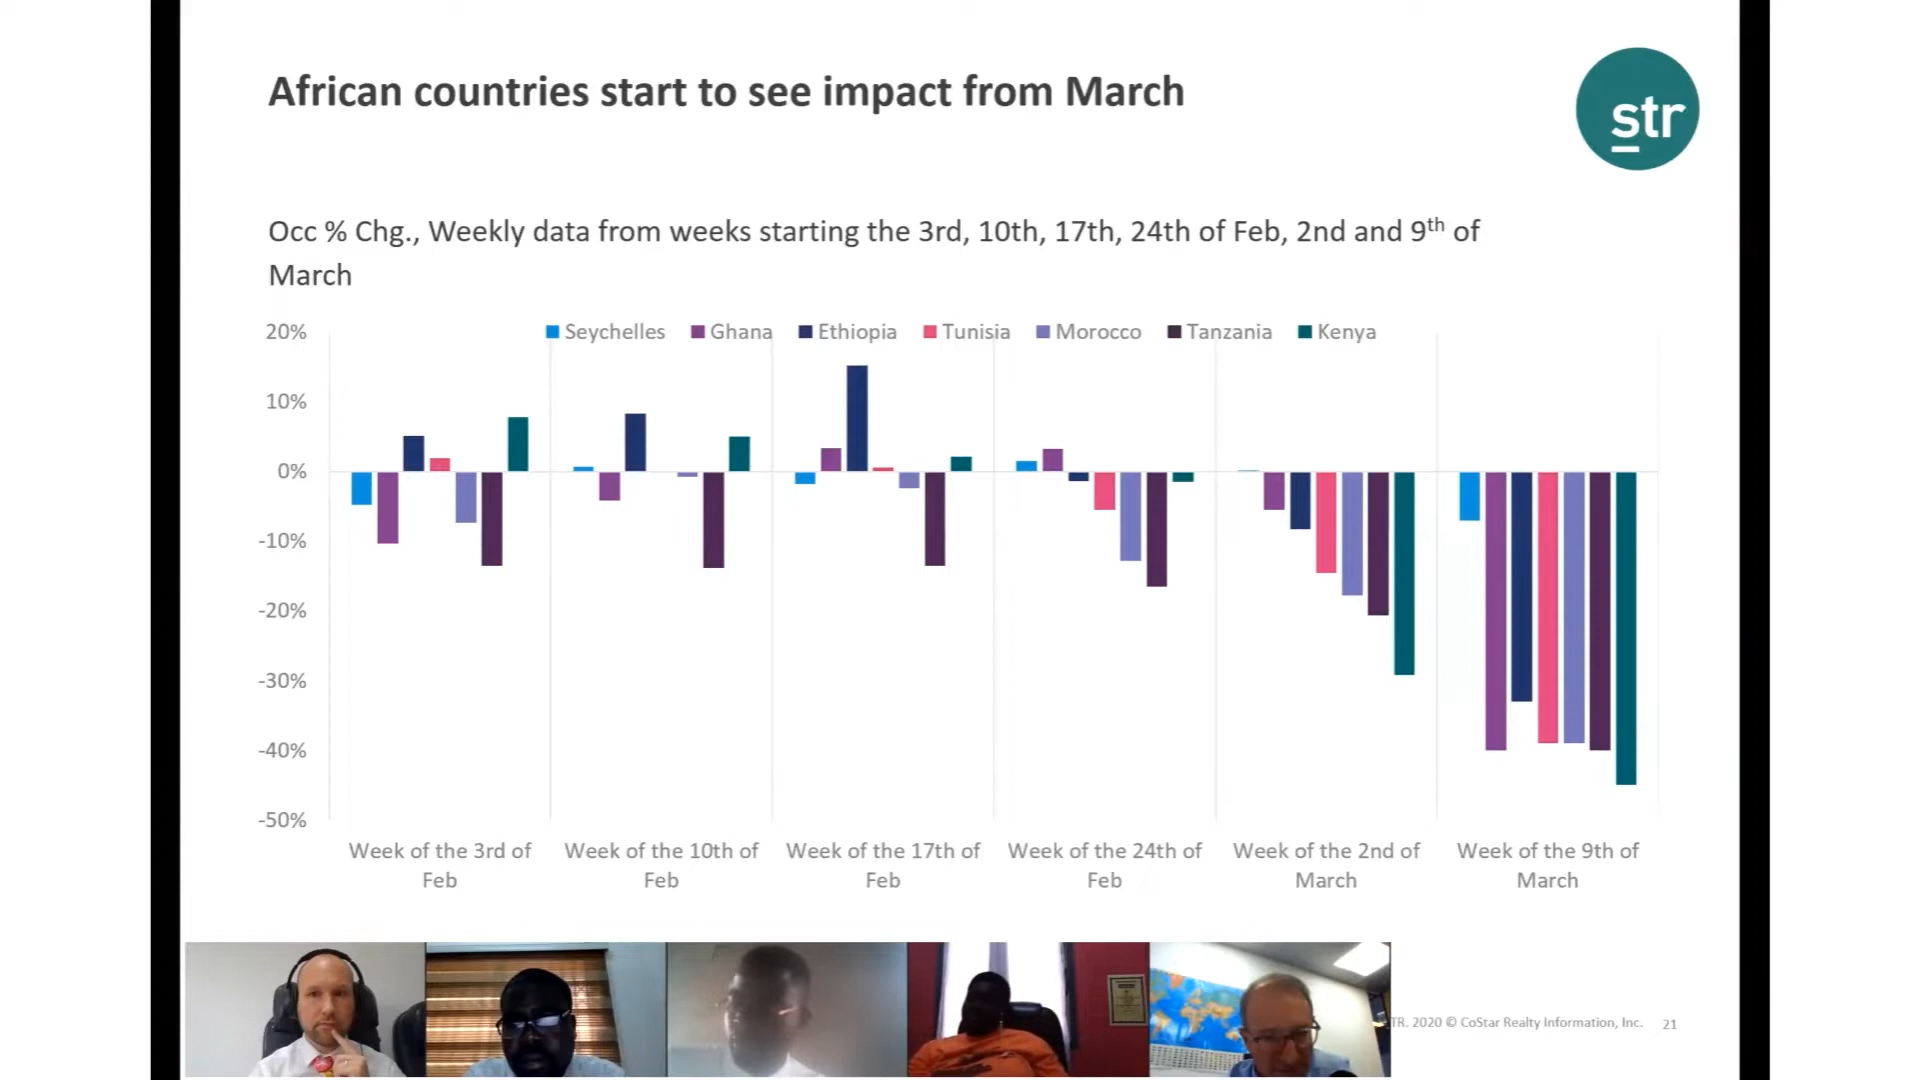 African countries start to see impact from March
str
Occ % Chg., Weekly data from weeks starting the 3rd, 10th, 17th, 24th of Feb, 2nd and 9th of
March
Seychelles Ghana Ethiopia Tunisia Morocco Tanzania Kenya
20%
10%
0%
-10%
-20%
-30%
-40%
-50%
Week of the 3rd of
Feb
Week of the 10th of
Feb
Week of the 17th of
Feb
Week of the 24th of
Feb
Week of the 2nd of
March
Week of the 9th of
March
TR. 2020 © CoStar Realty Information, Inc. 21